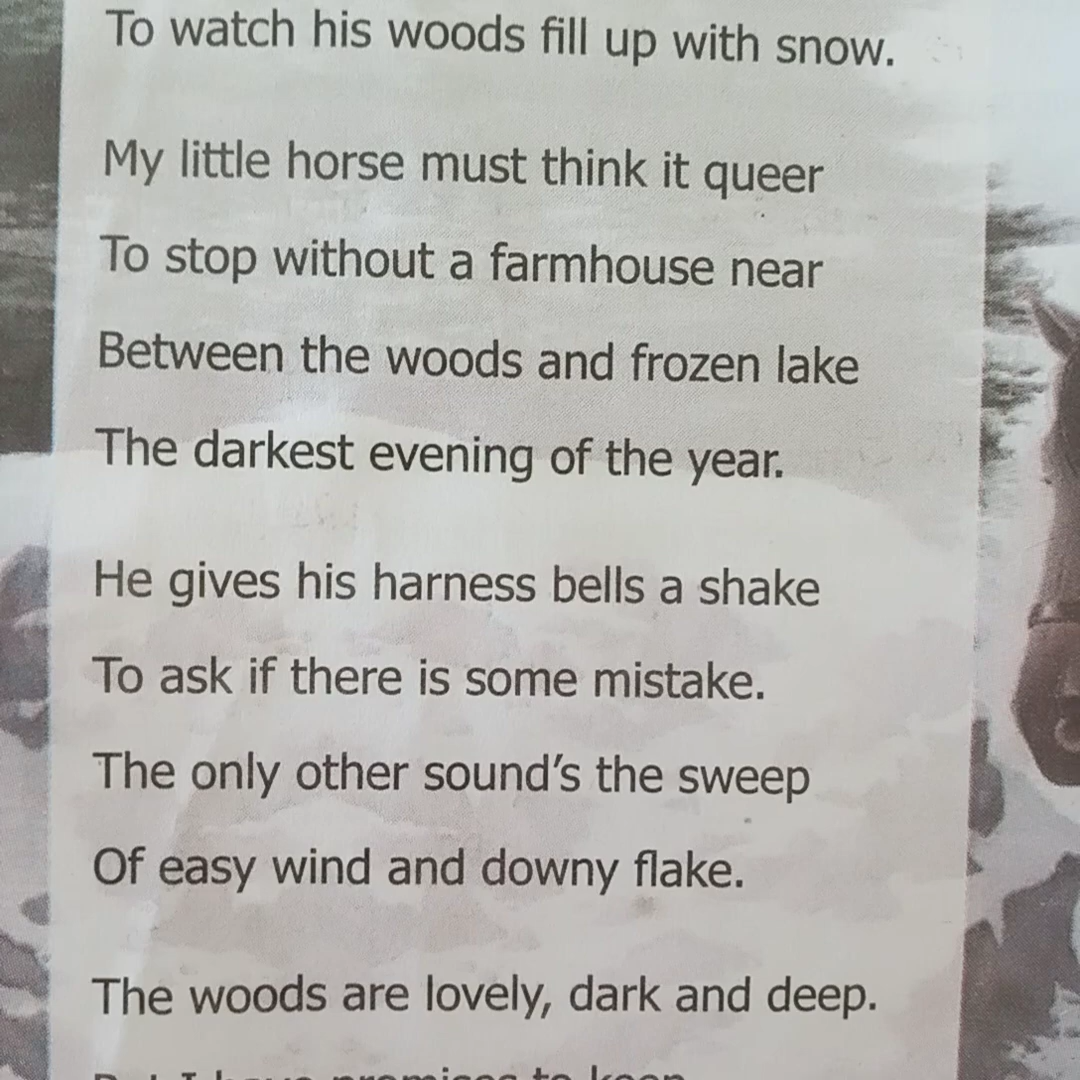 To watch his woods fill up with snow.
My little horse must think it queer
To stop without a farmhouse near
Between the woods and frozen lake
The darkest evening of the year.
He gives his harness bells a shake
To ask if there is some mistake.
The only other sound's the sweep
Of easy wind and downy flake.
The woods are lovely, dark and deep.